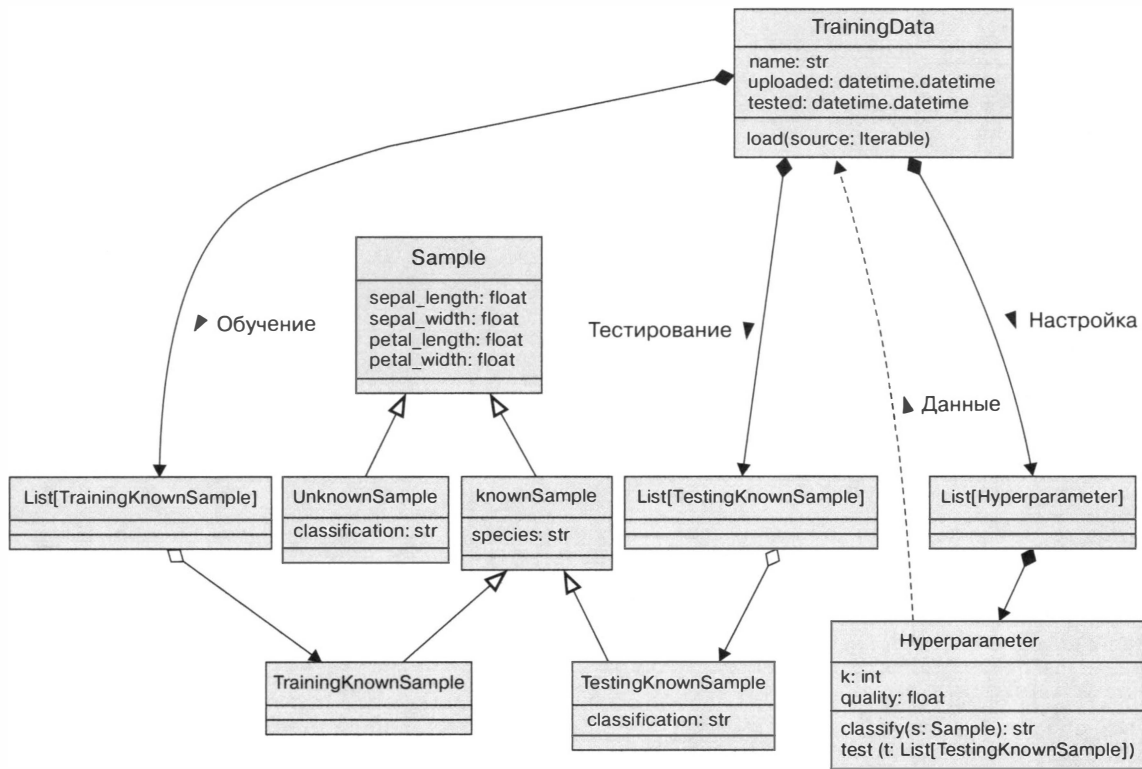 TrainingData
name: str
uploaded: datetime.datetime
tested: datetime.datetime
load(source: Iterable)
Sample
sepal_length: float
sepal_width: float
petal_length: float
petal_width: float
Обучение
Тестирование
Настройка
Данные
List[TrainingKnownSample]
UnknownSample
classification: str
knownSample
species: str
List[TestingKnownSample]
List[Hyperparameter]
TrainingKnownSample
TestingKnownSample
classification: str
Hyperparameter
k: int
quality: float
classify(s: Sample): str
test (t: List[TestingKnownSample])